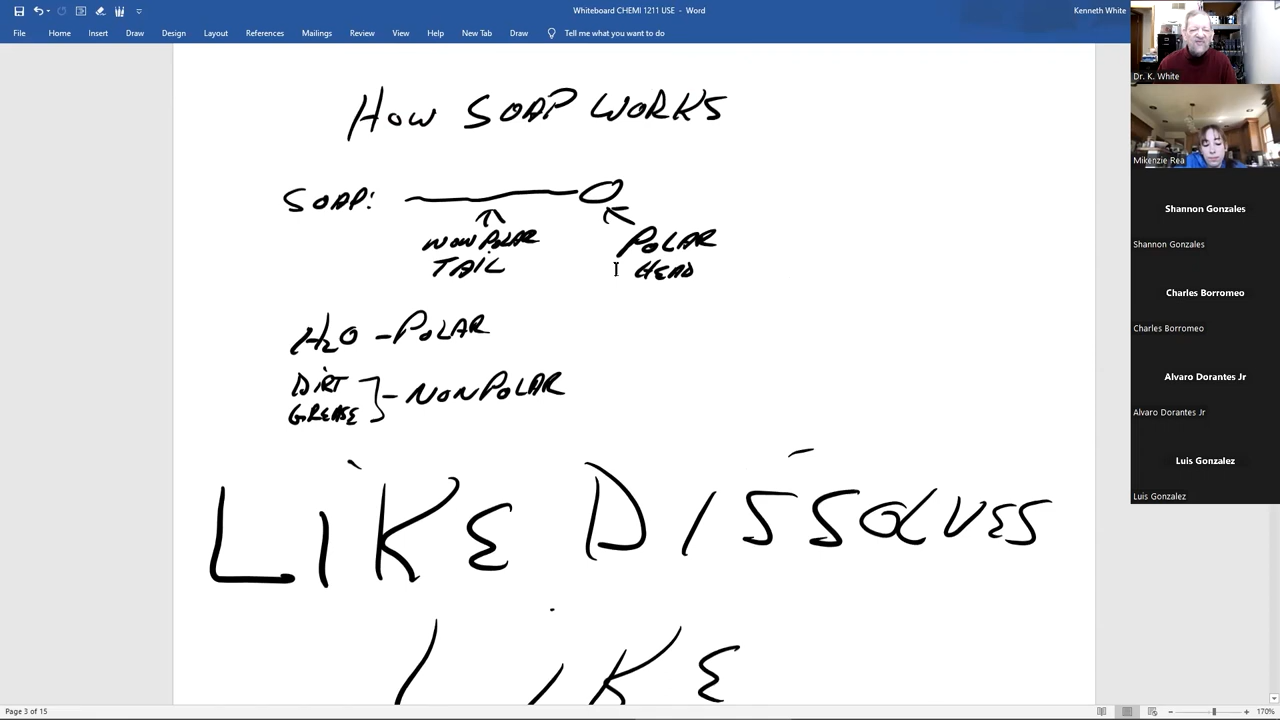 Whiteboard CHEMI 1211 USE - Word
Kenneth White
File Home Insert Draw Design Layout References Mailings Review View Help New Tab Draw Tell me what you want to do
HOW SOAP WORKS
SOAP:
NONPOLAR
TAIL
POLAR
HEAD
H2O - POLAR
DIRT
GREASE
- NONPOLAR
LIKE DISSOLVES
LIKE
Dr. K. White
Mikenzie Rea
Shannon Gonzales
Shannon Gonzales
Charles Borromeo
Charles Borromeo
Alvaro Dorantes Jr
Alvaro Dorantes Jr
Luis Gonzalez
Luis Gonzalez
Page 3 of 15
170%